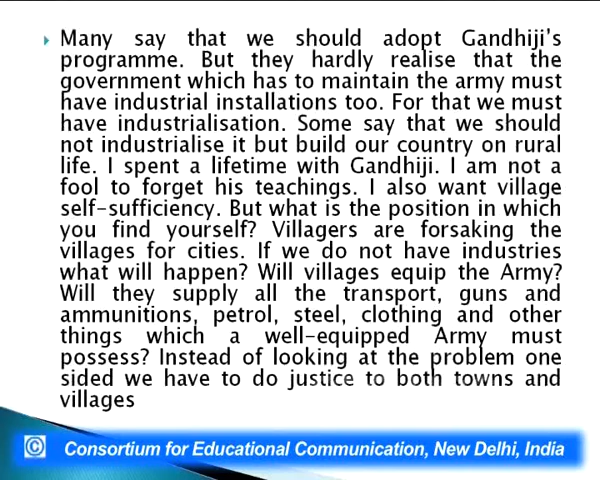 Many say that we should adopt Gandhiji's
programme. But they hardly realise that the
government which has to maintain the army must
have industrial installations too. For that we must
have industrialisation. Some say that we should
not industrialise it but build our country on rural
life. I spent a lifetime with Gandhiji. I am not a
fool to forget his teachings. I also want village
self-sufficiency. But what is the position in which
you find yourself? Villagers are forsaking the
villages for cities. If we do not have industries
what will happen? Will villages equip the Army?
Will they supply all the transport, guns and
ammunitions, petrol, steel, clothing and other
things which a well-equipped Army must
possess? Instead of looking at the problem one
sided we have to do justice to both towns and
villages
© Consortium for Educational Communication, New Delhi, India